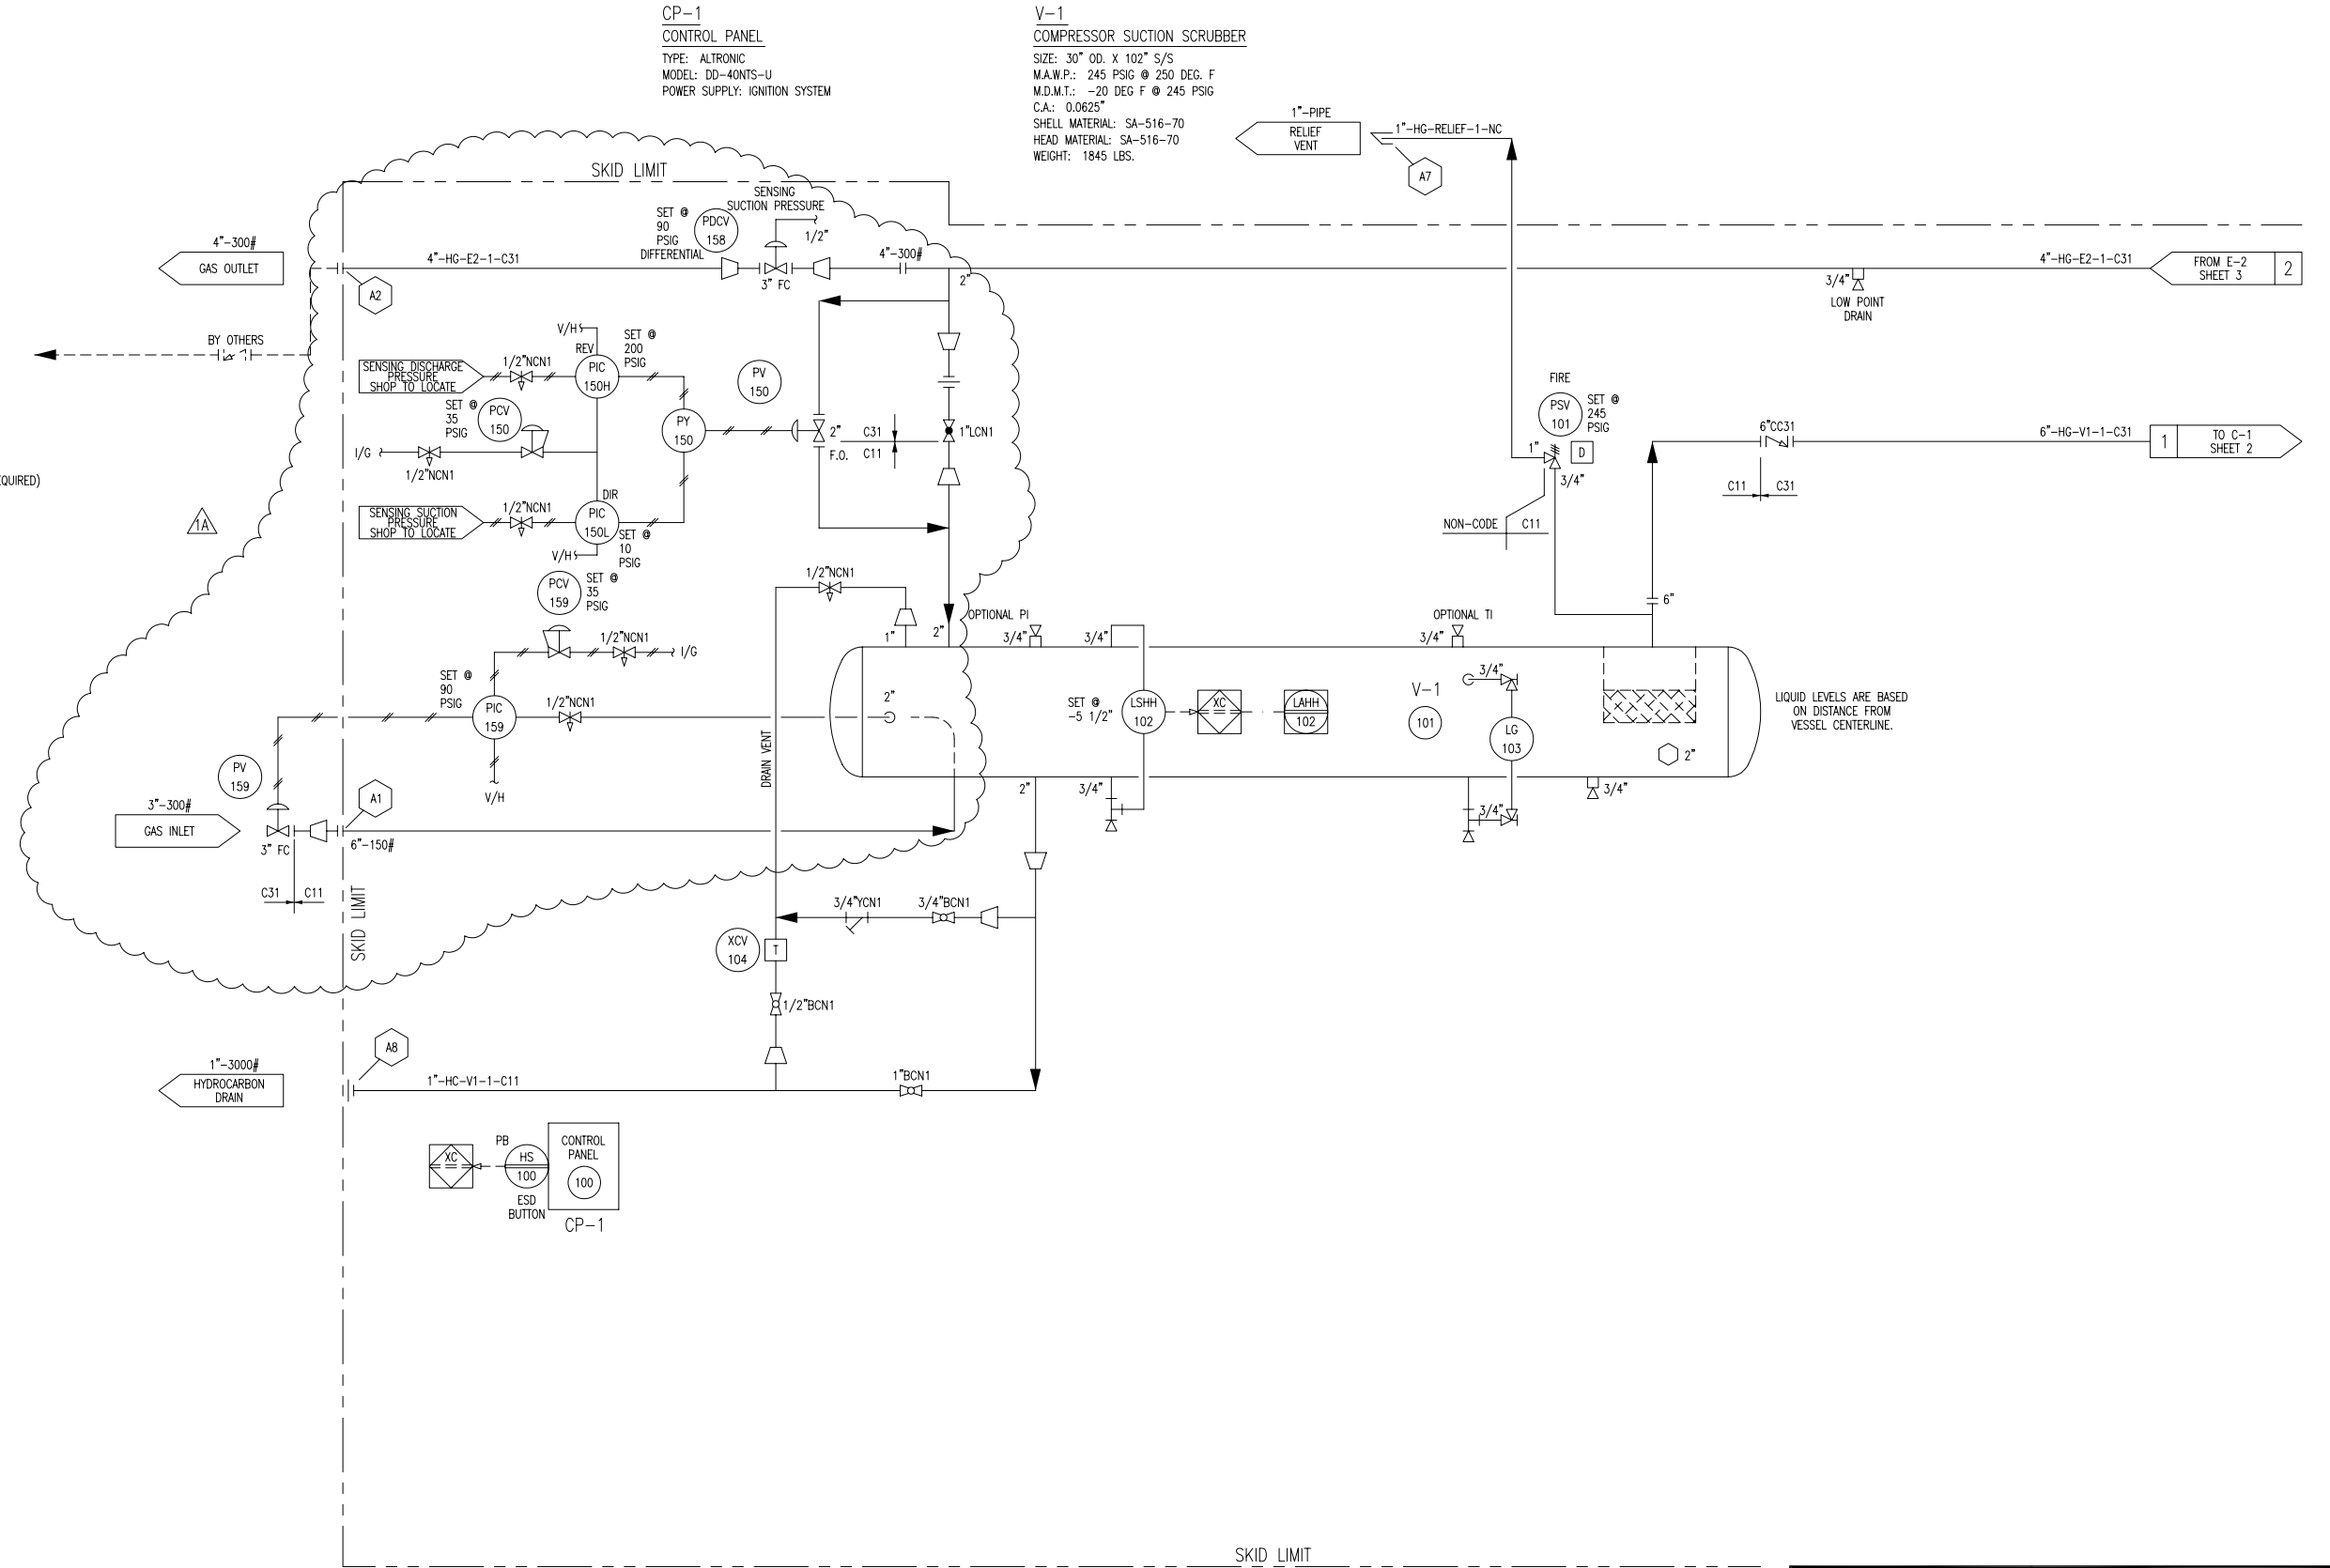 CP-1
CONTROL PANEL
TYPE: ALTRONIC
MODEL: DD-40NTS-U
POWER SUPPLY: IGNITION SYSTEM
V-1
COMPRESSOR SUCTION SCRUBBER
SIZE: 30" OD. X 102" S/S
M.A.W.P.: 245 PSIG @ 250 DEG. F
M.D.M.T.: -20 DEG F @ 245 PSIG
C.A.: 0.0625"
SHELL MATERIAL: SA-516-70
HEAD MATERIAL: SA-516-70
WEIGHT: 1845 LBS.
1"-PIPE
RELIEF
VENT
1"-HG-RELIEF-1-NC
A7
SKID LIMIT
SENSING
SUCTION PRESSURE
1/2"
SET @
90
PSIG
DIFFERENTIAL
PDCV
158
3" FC
4"-300#
GAS OUTLET
A2
4"-HG-E2-1-C31
4"-300#
2"
4"-HG-E2-1-C31
FROM E-2
SHEET 3
2
3/4"
LOW POINT
DRAIN
BY OTHERS
V/H
REV
SET @
200
PSIG
SENSING DISCHARGE
PRESSURE
SHOP TO LOCATE
1/2"NCN1
PIC
150H
PV
150
SET @
35
PSIG
PCV
150
PY
150
I/G
1/2"NCN1
2"
F.O.
C31
C11
1"LCN1
FIRE
PSV
101
SET @
245
PSIG
1"
D
3/4"
6"CC31
6"-HG-V1-1-C31
1
TO C-1
SHEET 2
C11
C31
NON-CODE
C11
QUIRED)
1A
SENSING SUCTION
PRESSURE
SHOP TO LOCATE
1/2"NCN1
DIR
PIC
150L
V/H
SET @
10
PSIG
PCV
159
SET @
35
PSIG
1/2"NCN1
I/G
1/2"NCN1
1"
2"
OPTIONAL PI
3/4"
3/4"
OPTIONAL TI
3/4"
6"
SET @
90
PSIG
PIC
159
1/2"NCN1
V/H
2"
SET @
-5 1/2"
LSHH
102
XC
LAHH
102
V-1
101
3/4"
LG
103
2"
LIQUID LEVELS ARE BASED
ON DISTANCE FROM
VESSEL CENTERLINE.
DRAIN VENT
PV
159
3"-300#
GAS INLET
3" FC
A1
6"-150#
C31
C11
2"
3/4"
3/4"
3/4"
SKID LIMIT
3/4"YCN1
3/4"BCN1
XCV
104
T
1/2"BCN1
A8
1"-3000#
HYDROCARBON
DRAIN
1"-HC-V1-1-C11
1"BCN1
XC
PB
HS
100
ESD
BUTTON
CONTROL
PANEL
100
CP-1
SKID LIMIT